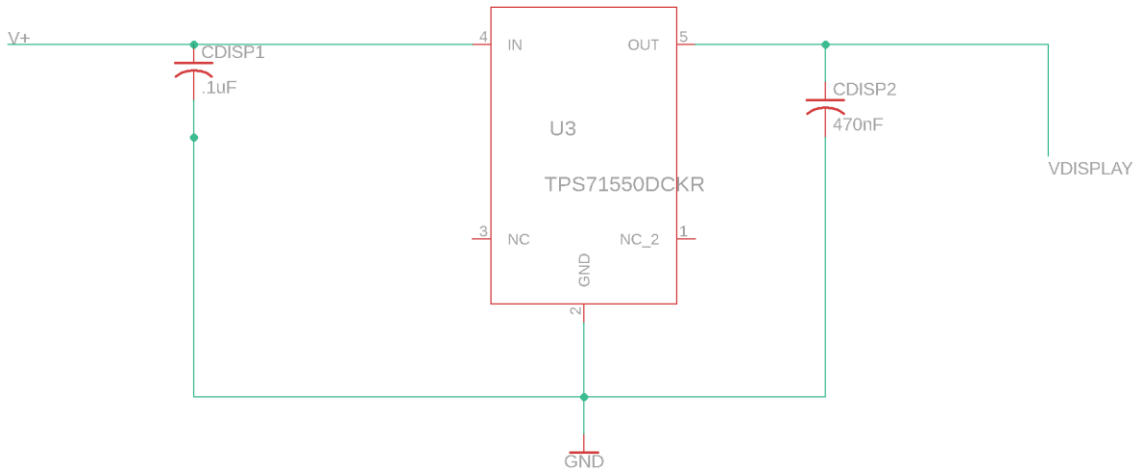 V+
CDISP1
.1uF
4
IN
OUT
5
CDISP2
470nF
U3
TPS71550DCKR
VDISPLAY
3
NC
NC_2
1
GND
2
GND